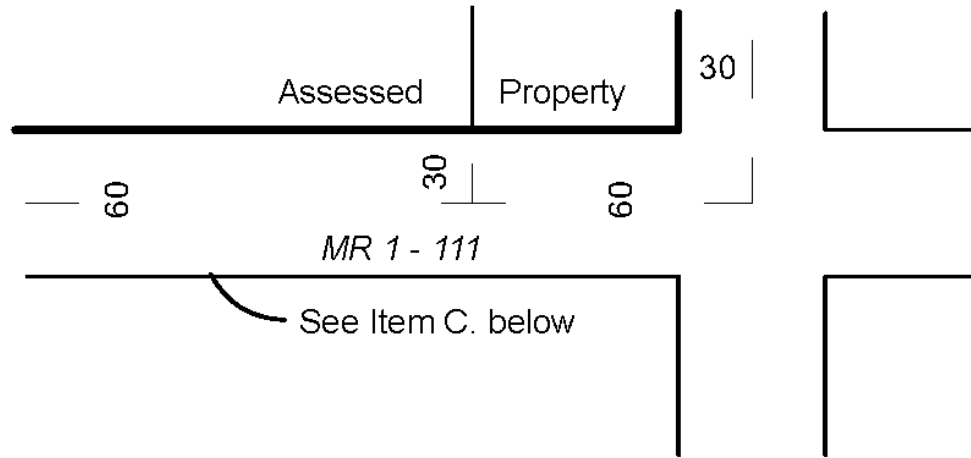 30
Assessed Property
60 30 60
MR 1 - 111
See Item C. below